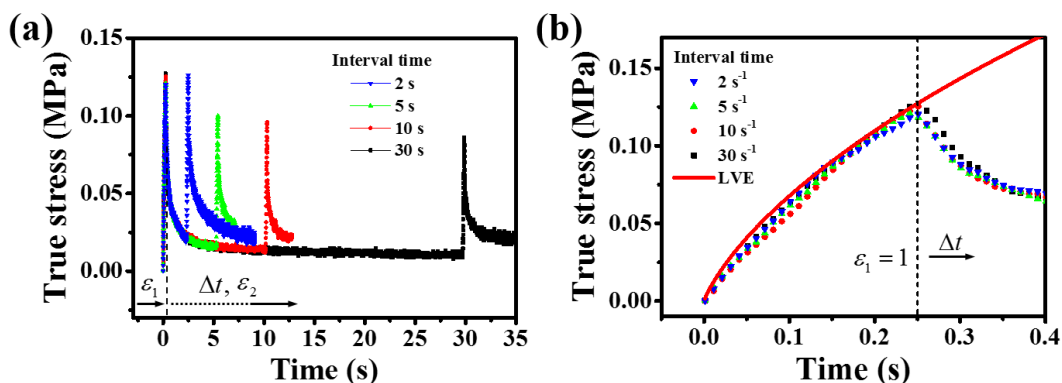 (a)
True stress (MPa)
0.15
0.10
0.05
0.00
Interval time
2 s
5 s
10 s
30 s
ε₁
Δt, ε₂
0 5 10 15 20 25 30 35
Time (s)
(b)
True stress (MPa)
0.15
0.10
0.05
0.00
Interval time
2 s⁻¹
5 s⁻¹
10 s⁻¹
30 s⁻¹
LVE
ε₁ = 1
Δt
0.0 0.1 0.2 0.3 0.4
Time (s)